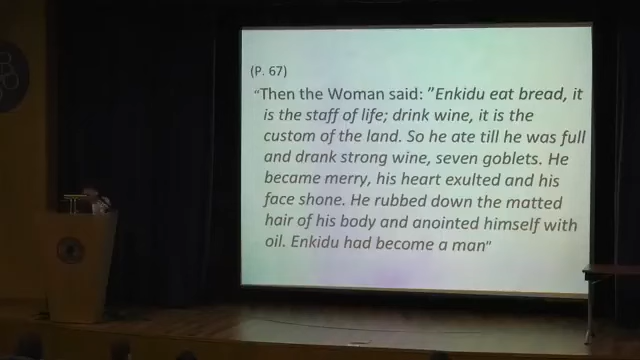 (P. 67)
“Then the Woman said: ”Enkidu eat bread, it
is the staff of life; drink wine, it is the
custom of the land. So he ate till he was full
and drank strong wine, seven goblets. He
became merry, his heart exulted and his
face shone. He rubbed down the matted
hair of his body and anointed himself with
oil. Enkidu had become a man”